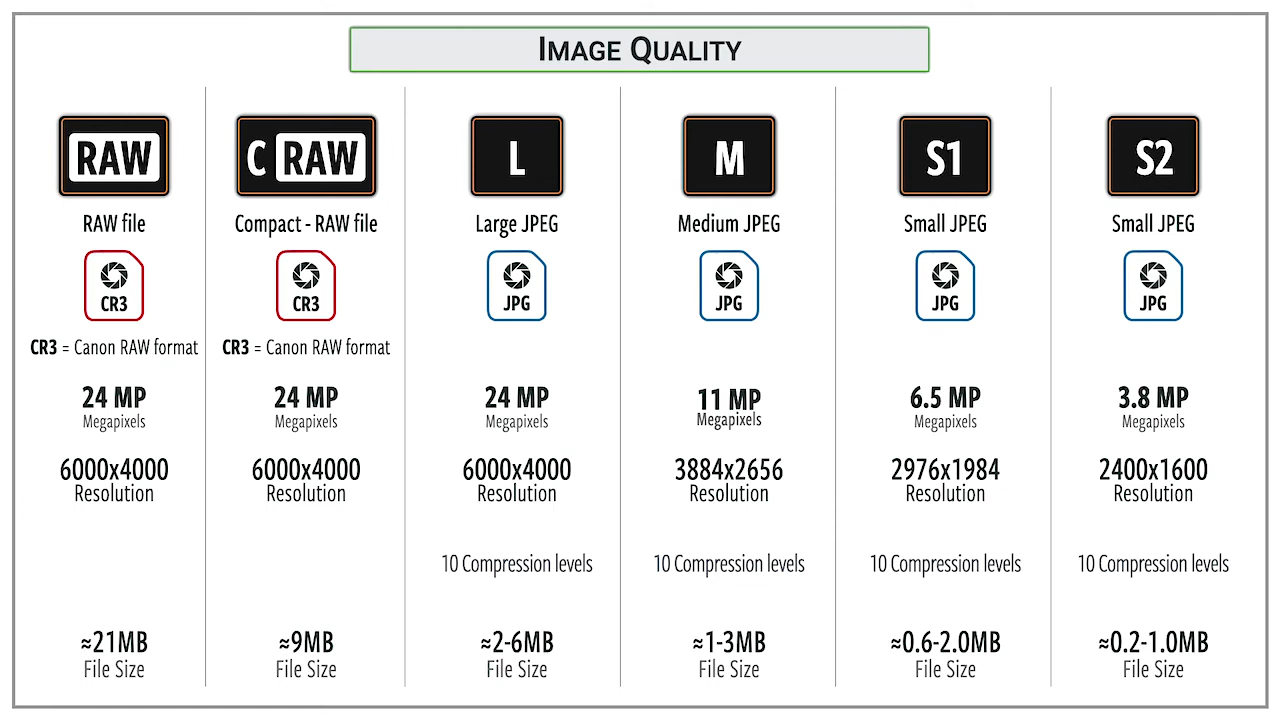 IMAGE QUALITY
RAW
RAW file
CR3
CR3 = Canon RAW format
24 MP
Megapixels
6000x4000
Resolution
≈21MB
File Size
C RAW
Compact - RAW file
CR3
CR3 = Canon RAW format
24 MP
Megapixels
6000x4000
Resolution
≈9MB
File Size
L
Large JPEG
JPG
24 MP
Megapixels
6000x4000
Resolution
10 Compression levels
≈2-6MB
File Size
M
Medium JPEG
JPG
11 MP
Megapixels
3884x2656
Resolution
10 Compression levels
≈1-3MB
File Size
S1
Small JPEG
JPG
6.5 MP
Megapixels
2976x1984
Resolution
10 Compression levels
≈0.6-2.0MB
File Size
S2
Small JPEG
JPG
3.8 MP
Megapixels
2400x1600
Resolution
10 Compression levels
≈0.2-1.0MB
File Size